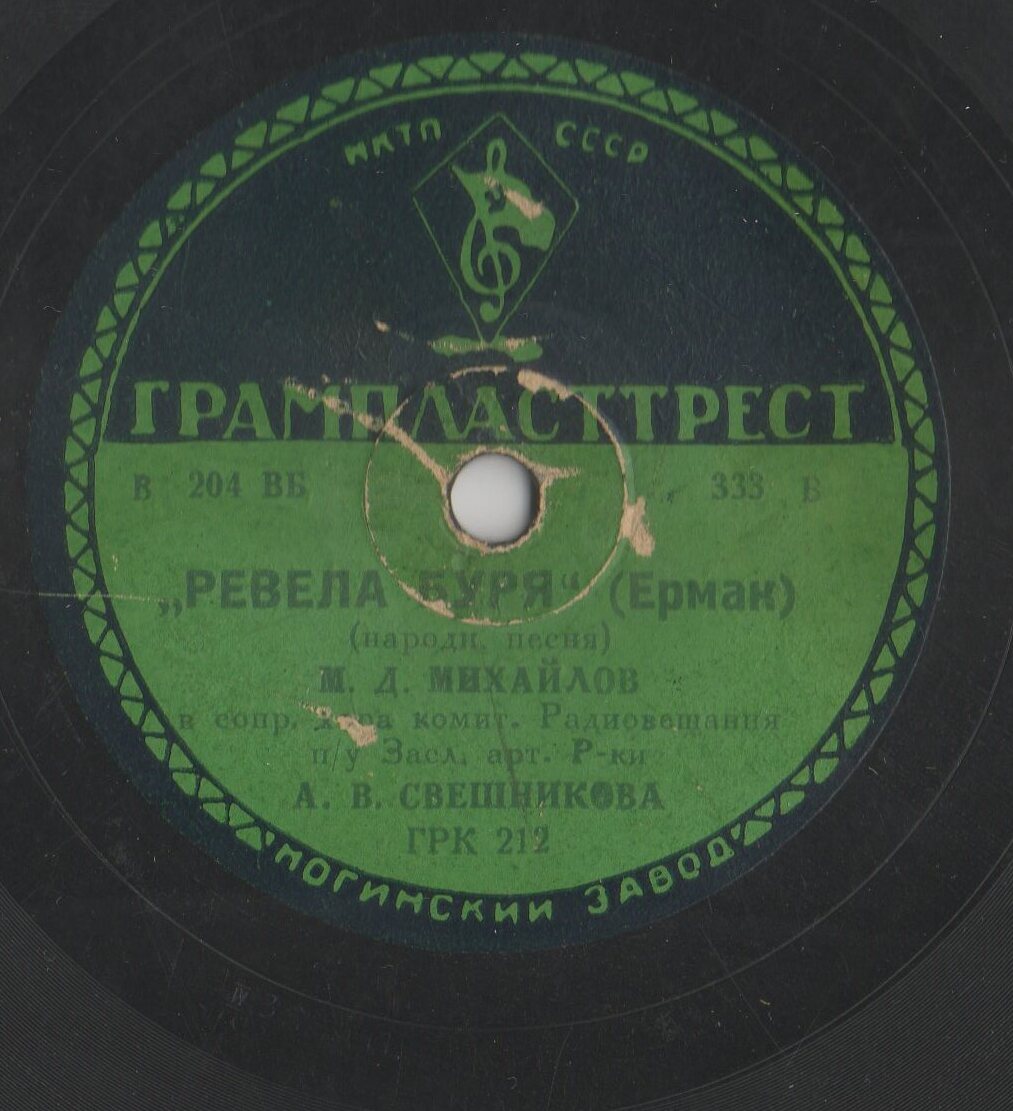 НКТП СССР
ГРАМПЛАСТТРЕСТ
В 204 ВБ 333 В
„РЕВЕЛА БУРЯ“ (Ермак)
(народн. песня)
М. Д. МИХАЙЛОВ
в сопр. Хора комит. Радиовещания
п/у Засл. арт. Р-ки
А. В. СВЕШНИКОВА
ГРК 212
НОГИНСКИЙ ЗАВОД